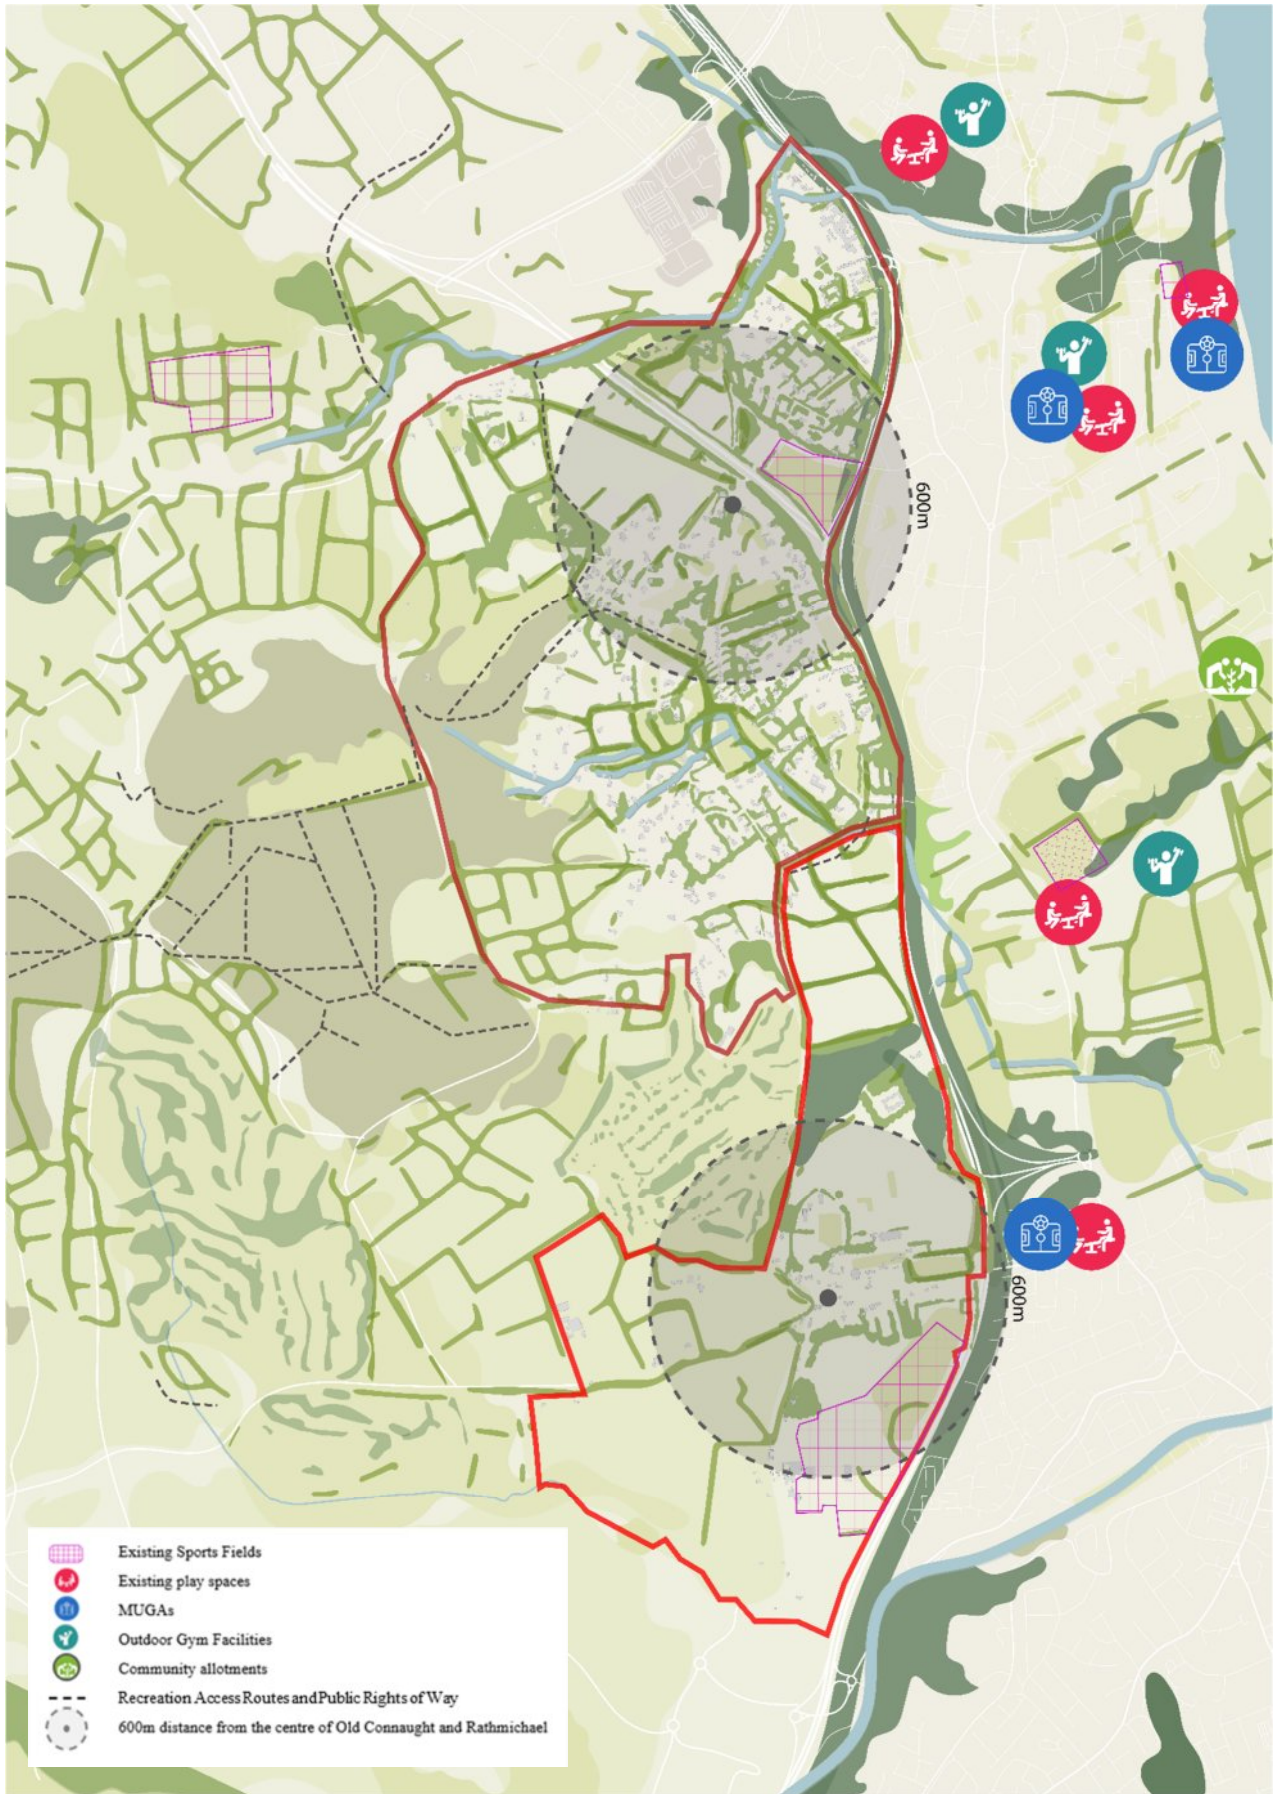 600m
600m
Existing Sports Fields
Existing play spaces
MUGAs
Outdoor Gym Facilities
Community allotments
Recreation Access Routes and Public Rights of Way
600m distance from the centre of Old Connaught and Rathmichael